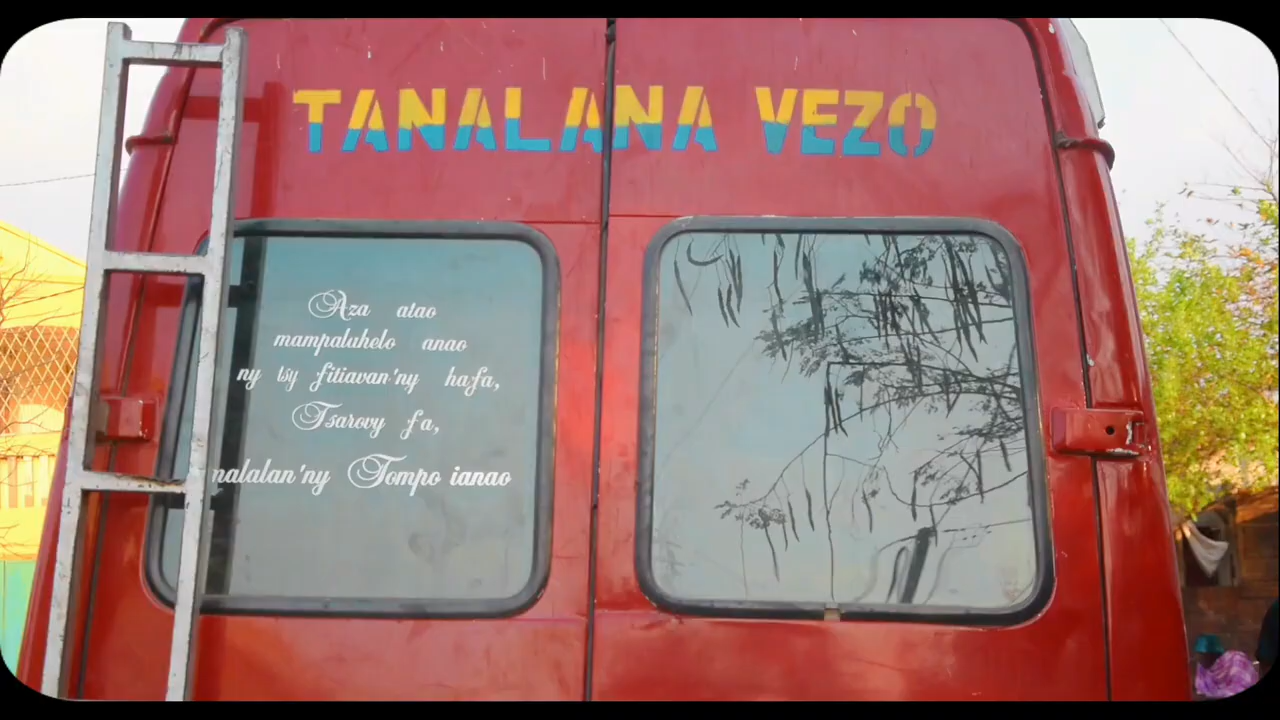 TANALANA VEZO
Aza atao
mampaluhelo anao
ny tsy fitiavan'ny hafa,
Tsarovy fa,
nalalan'ny Tompo ianao